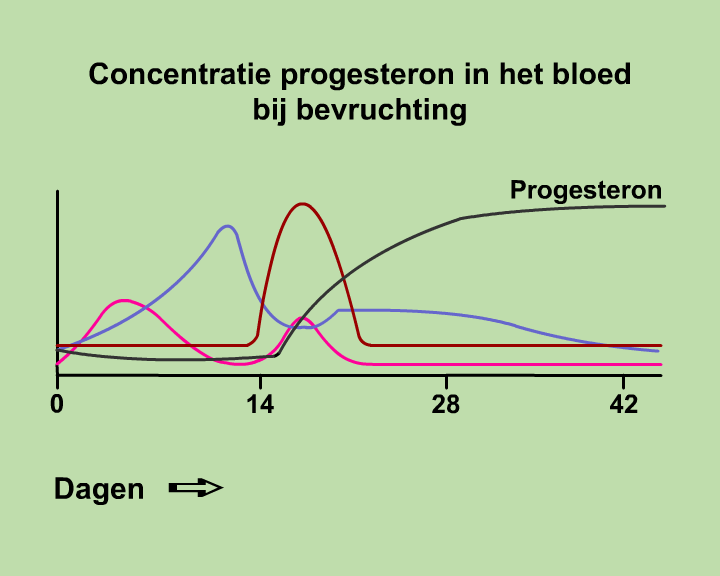 Concentratie progesteron in het bloed
bij bevruchting
Progesteron
0 14 28 42
Dagen